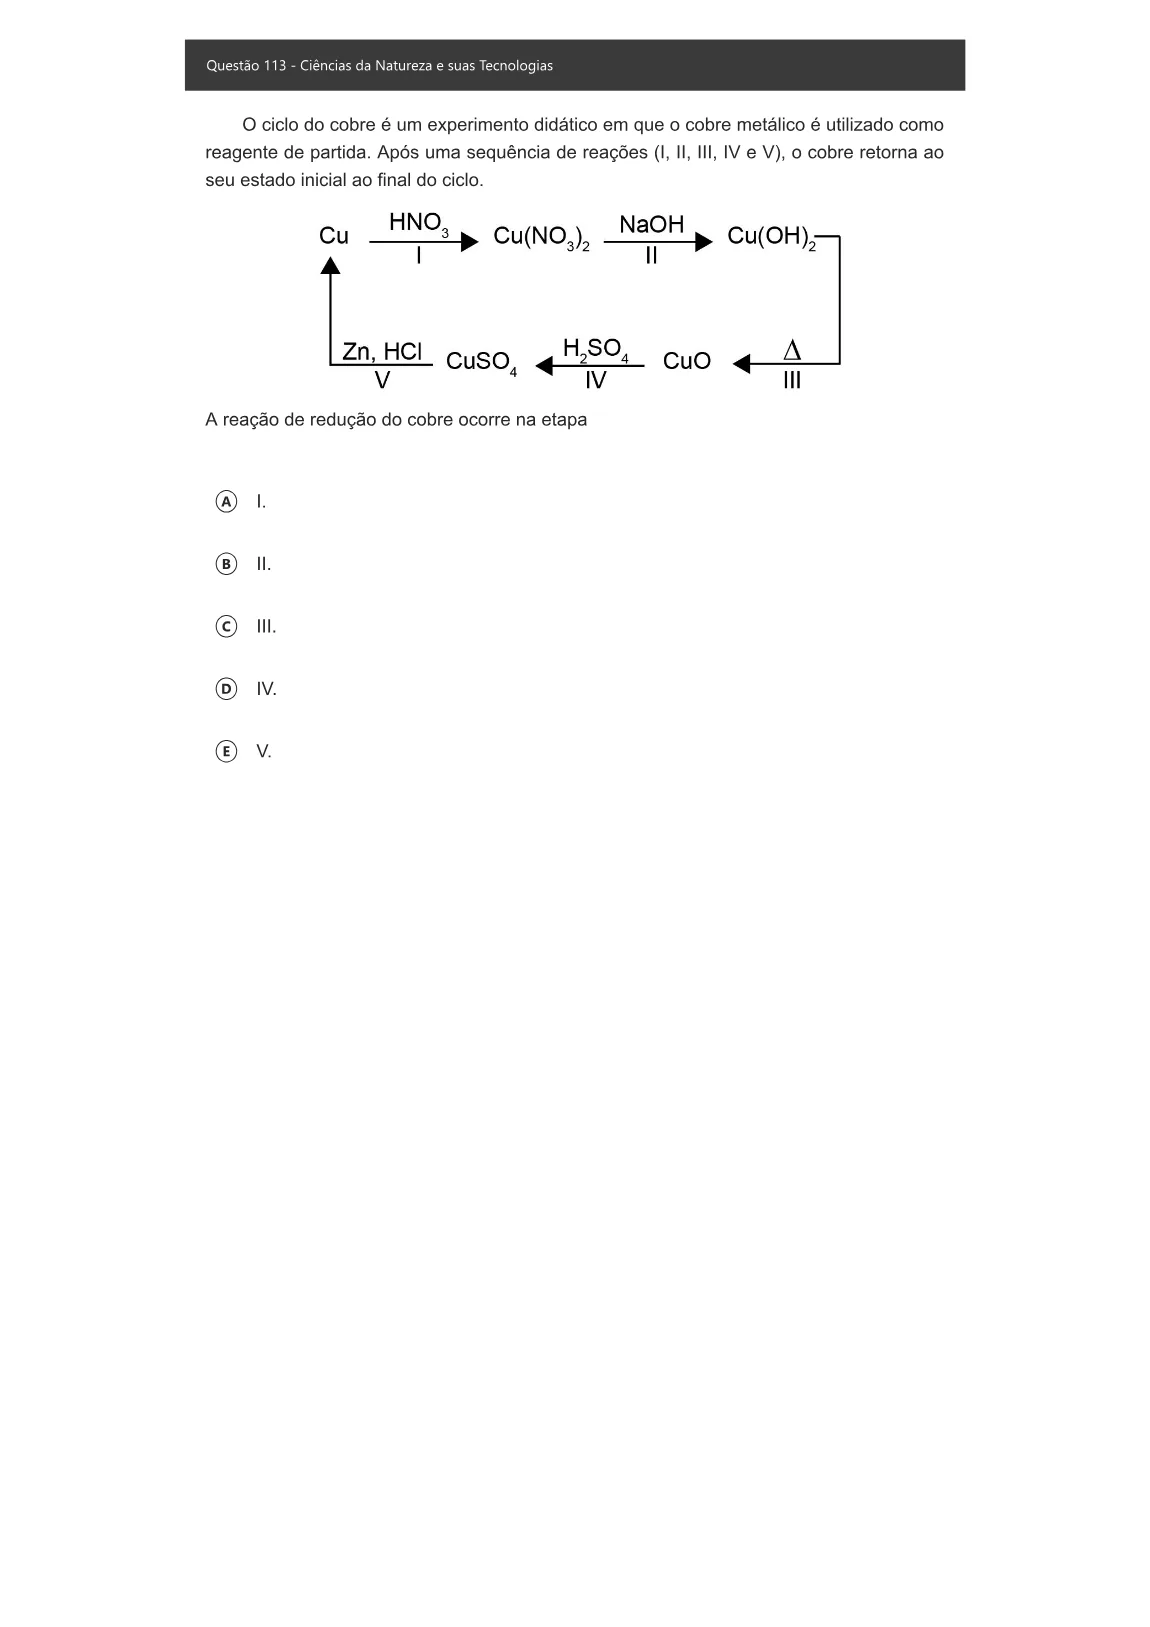 Questão 113 - Ciências da Natureza e suas Tecnologias
O ciclo do cobre é um experimento didático em que o cobre metálico é utilizado como
reagente de partida. Após uma sequência de reações (I, II, III, IV e V), o cobre retorna ao
seu estado inicial ao final do ciclo.
Cu HNO₃ I Cu(NO₃)₂ NaOH II Cu(OH)₂
Zn, HCl V CuSO₄ H₂SO₄ IV CuO Δ III
A reação de redução do cobre ocorre na etapa
A I.
B II.
C III.
D IV.
E V.